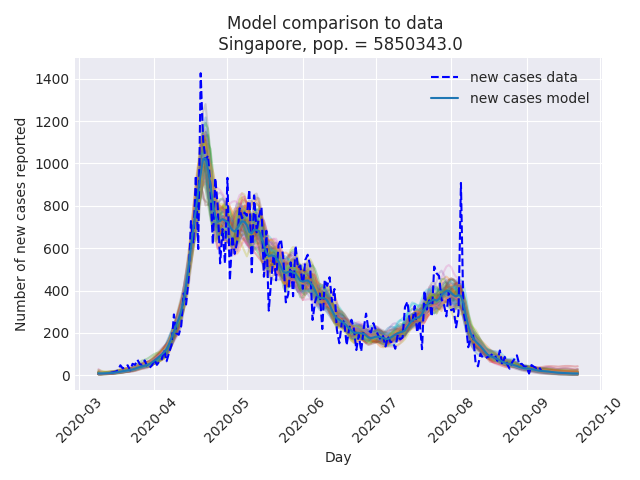 Model comparison to data
Singapore, pop. = 5850343.0
new cases data
new cases model
Number of new cases reported
1400
1200
1000
800
600
400
200
0
2020-03
2020-04
2020-05
2020-06
2020-07
2020-08
2020-09
2020-10
Day